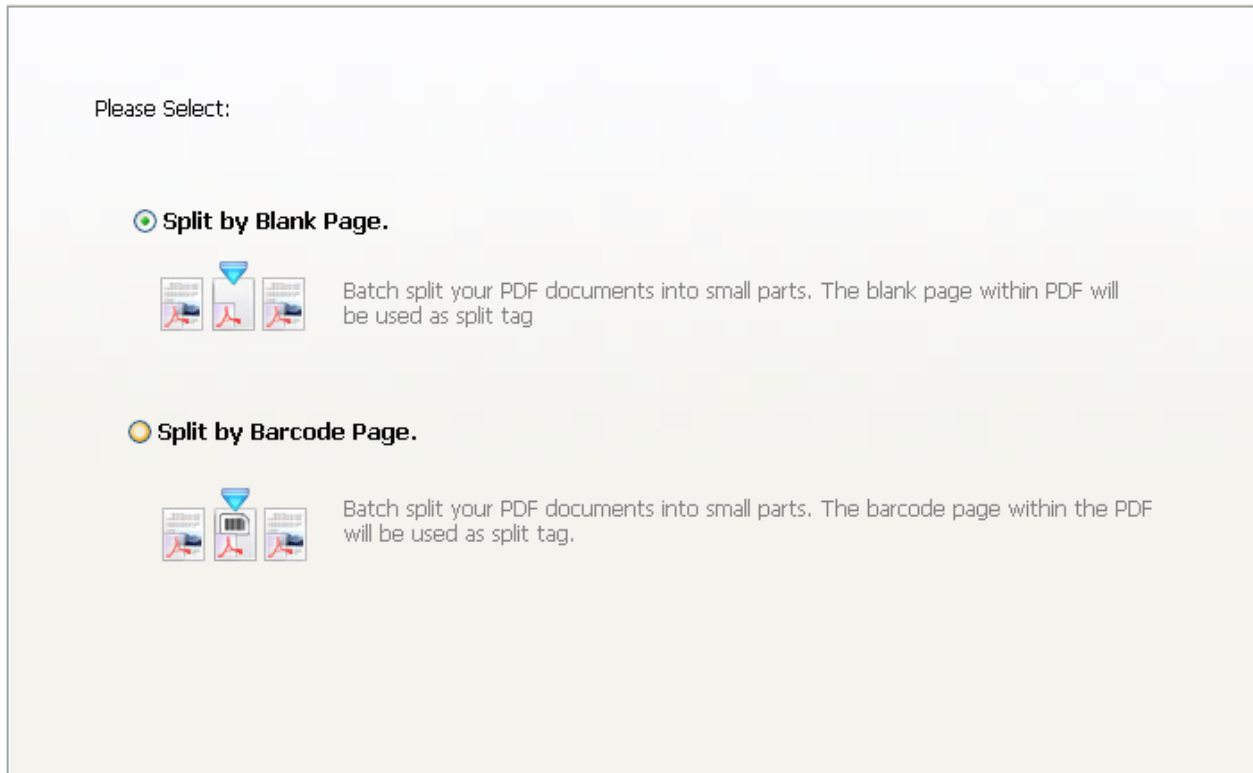 Please Select:
Split by Blank Page.
Batch split your PDF documents into small parts. The blank page within PDF will
be used as split tag
Split by Barcode Page.
Batch split your PDF documents into small parts. The barcode page within the PDF
will be used as split tag.